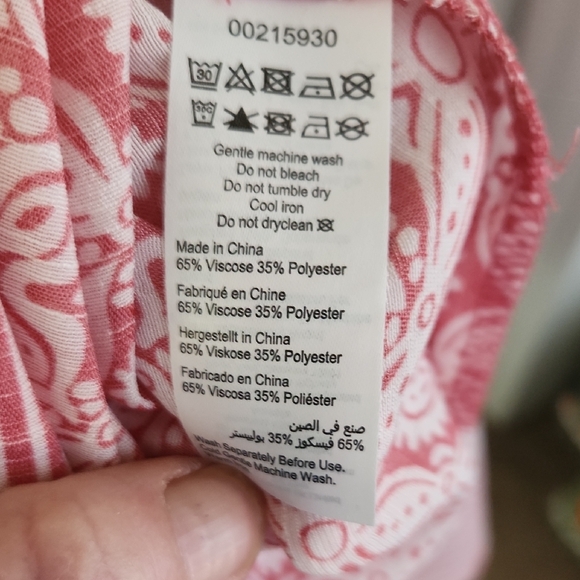 00215930
30
30C
Gentle machine wash
Do not bleach
Do not tumble dry
Cool iron
Do not dryclean
Made in China
65% Viscose 35% Polyester
Fabriqué en Chine
65% Viscose 35% Polyester
Hergestellt in China
65% Viskose 35% Polyester
Fabricado en China
65% Viscosa 35% Poliéster
صنع في الصين
65% فيسكوز 35% بوليستر
Wash Separately Before Use.
Machine Wash.